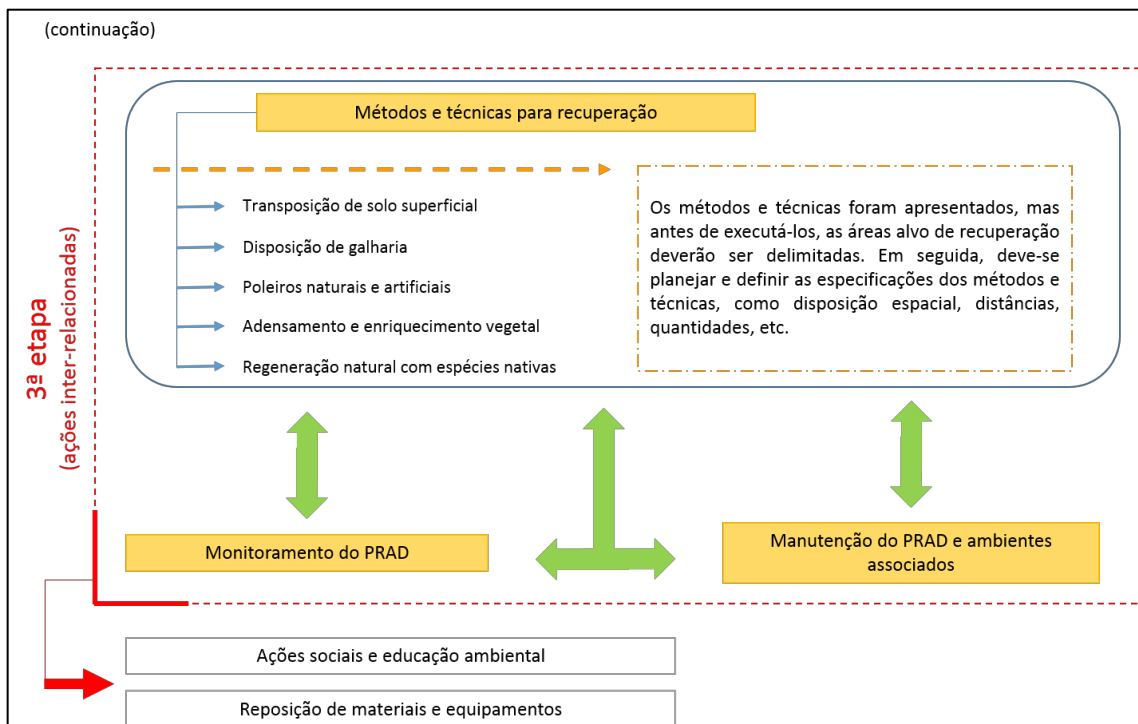 (continuação)
Métodos e técnicas para recuperação
Transposição de solo superficial
Disposição de galharia
Poleiros naturais e artificiais
Adensamento e enriquecimento vegetal
Regeneração natural com espécies nativas
Os métodos e técnicas foram apresentados, mas
antes de executá-los, as áreas alvo de recuperação
deverão ser delimitadas. Em seguida, deve-se
planejar e definir as especificações dos métodos e
técnicas, como disposição espacial, distâncias,
quantidades, etc.
3ª etapa
(ações inter-relacionadas)
Monitoramento do PRAD
Manutenção do PRAD e ambientes
associados
Ações sociais e educação ambiental
Reposição de materiais e equipamentos